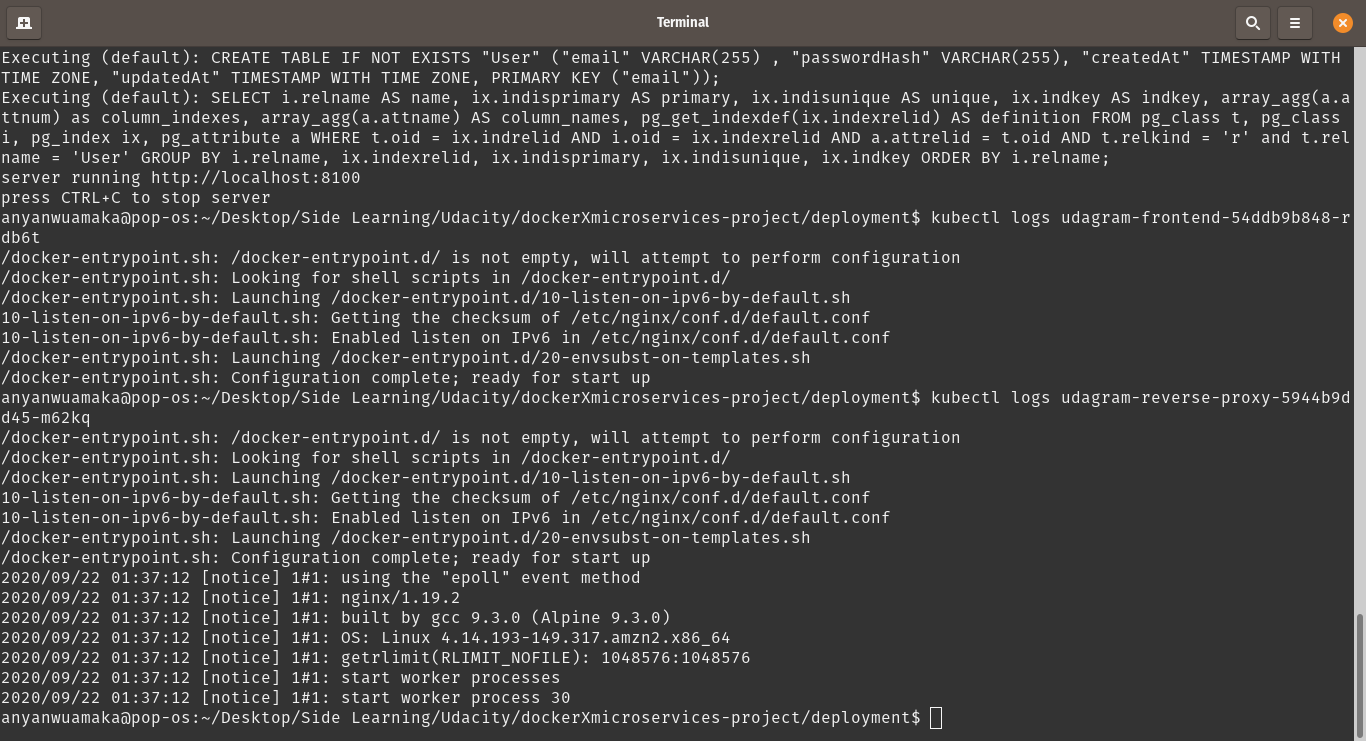 Terminal
Executing (default): CREATE TABLE IF NOT EXISTS "User" ("email" VARCHAR(255) , "passwordHash" VARCHAR(255), "createdAt" TIMESTAMP WITH
TIME ZONE, "updatedAt" TIMESTAMP WITH TIME ZONE, PRIMARY KEY ("email"));
Executing (default): SELECT i.relname AS name, ix.indisprimary AS primary, ix.indisunique AS unique, ix.indkey AS indkey, array_agg(a.a
ttnum) as column_indexes, array_agg(a.attname) AS column_names, pg_get_indexdef(ix.indexrelid) AS definition FROM pg_class t, pg_class
i, pg_index ix, pg_attribute a WHERE t.oid = ix.indrelid AND i.oid = ix.indexrelid AND a.attrelid = t.oid AND t.relkind = 'r' and t.rel
name = 'User' GROUP BY i.relname, ix.indexrelid, ix.indisprimary, ix.indisunique, ix.indkey ORDER BY i.relname;
server running http://localhost:8100
press CTRL+C to stop server
anyanwuamaka@pop-os:~/Desktop/Side Learning/Udacity/dockerXmicroservices-project/deployment$ kubectl logs udagram-frontend-54ddb9b848-r
db6t
/docker-entrypoint.sh: /docker-entrypoint.d/ is not empty, will attempt to perform configuration
/docker-entrypoint.sh: Looking for shell scripts in /docker-entrypoint.d/
/docker-entrypoint.sh: Launching /docker-entrypoint.d/10-listen-on-ipv6-by-default.sh
10-listen-on-ipv6-by-default.sh: Getting the checksum of /etc/nginx/conf.d/default.conf
10-listen-on-ipv6-by-default.sh: Enabled listen on IPv6 in /etc/nginx/conf.d/default.conf
/docker-entrypoint.sh: Launching /docker-entrypoint.d/20-envsubst-on-templates.sh
/docker-entrypoint.sh: Configuration complete; ready for start up
anyanwuamaka@pop-os:~/Desktop/Side Learning/Udacity/dockerXmicroservices-project/deployment$ kubectl logs udagram-reverse-proxy-5944b9d
d45-m62kq
/docker-entrypoint.sh: /docker-entrypoint.d/ is not empty, will attempt to perform configuration
/docker-entrypoint.sh: Looking for shell scripts in /docker-entrypoint.d/
/docker-entrypoint.sh: Launching /docker-entrypoint.d/10-listen-on-ipv6-by-default.sh
10-listen-on-ipv6-by-default.sh: Getting the checksum of /etc/nginx/conf.d/default.conf
10-listen-on-ipv6-by-default.sh: Enabled listen on IPv6 in /etc/nginx/conf.d/default.conf
/docker-entrypoint.sh: Launching /docker-entrypoint.d/20-envsubst-on-templates.sh
/docker-entrypoint.sh: Configuration complete; ready for start up
2020/09/22 01:37:12 [notice] 1#1: using the "epoll" event method
2020/09/22 01:37:12 [notice] 1#1: nginx/1.19.2
2020/09/22 01:37:12 [notice] 1#1: built by gcc 9.3.0 (Alpine 9.3.0)
2020/09/22 01:37:12 [notice] 1#1: OS: Linux 4.14.193-149.317.amzn2.x86_64
2020/09/22 01:37:12 [notice] 1#1: getrlimit(RLIMIT_NOFILE): 1048576:1048576
2020/09/22 01:37:12 [notice] 1#1: start worker processes
2020/09/22 01:37:12 [notice] 1#1: start worker process 30
anyanwuamaka@pop-os:~/Desktop/Side Learning/Udacity/dockerXmicroservices-project/deployment$